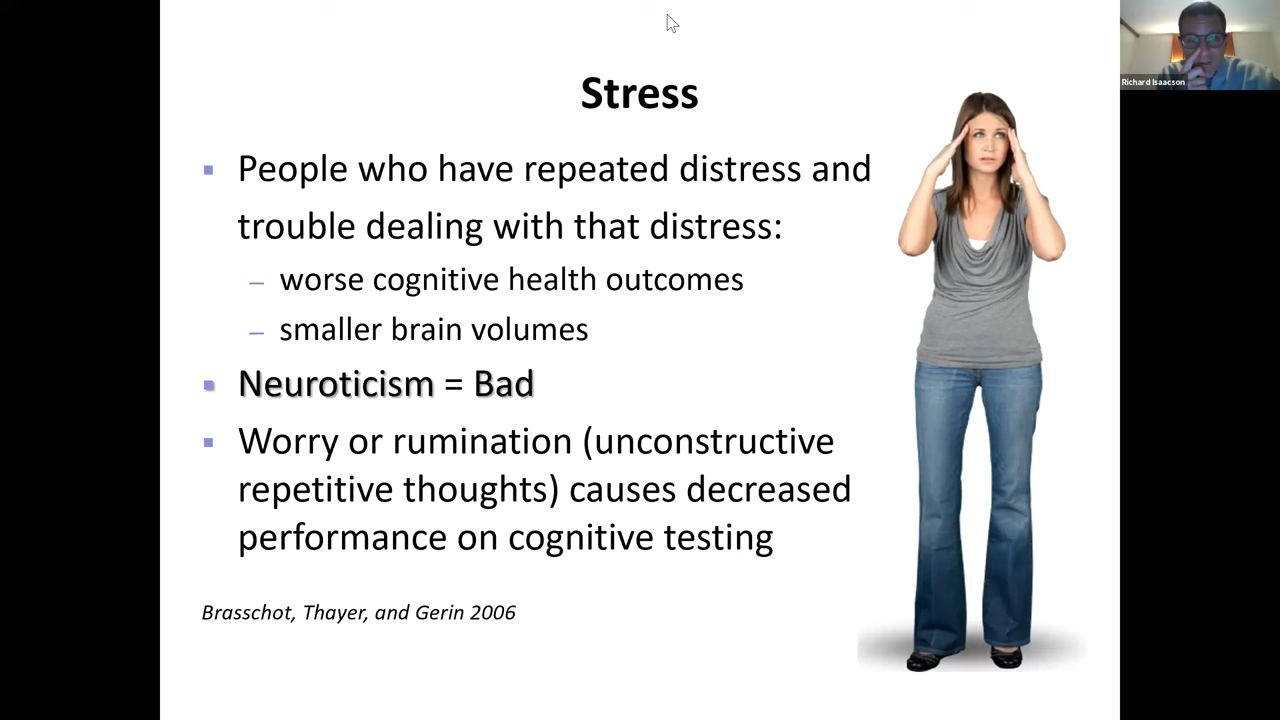 Stress
People who have repeated distress and
trouble dealing with that distress:
– worse cognitive health outcomes
– smaller brain volumes
Neuroticism = Bad
Worry or rumination (unconstructive
repetitive thoughts) causes decreased
performance on cognitive testing
Brasschot, Thayer, and Gerin 2006
Richard Isaacson